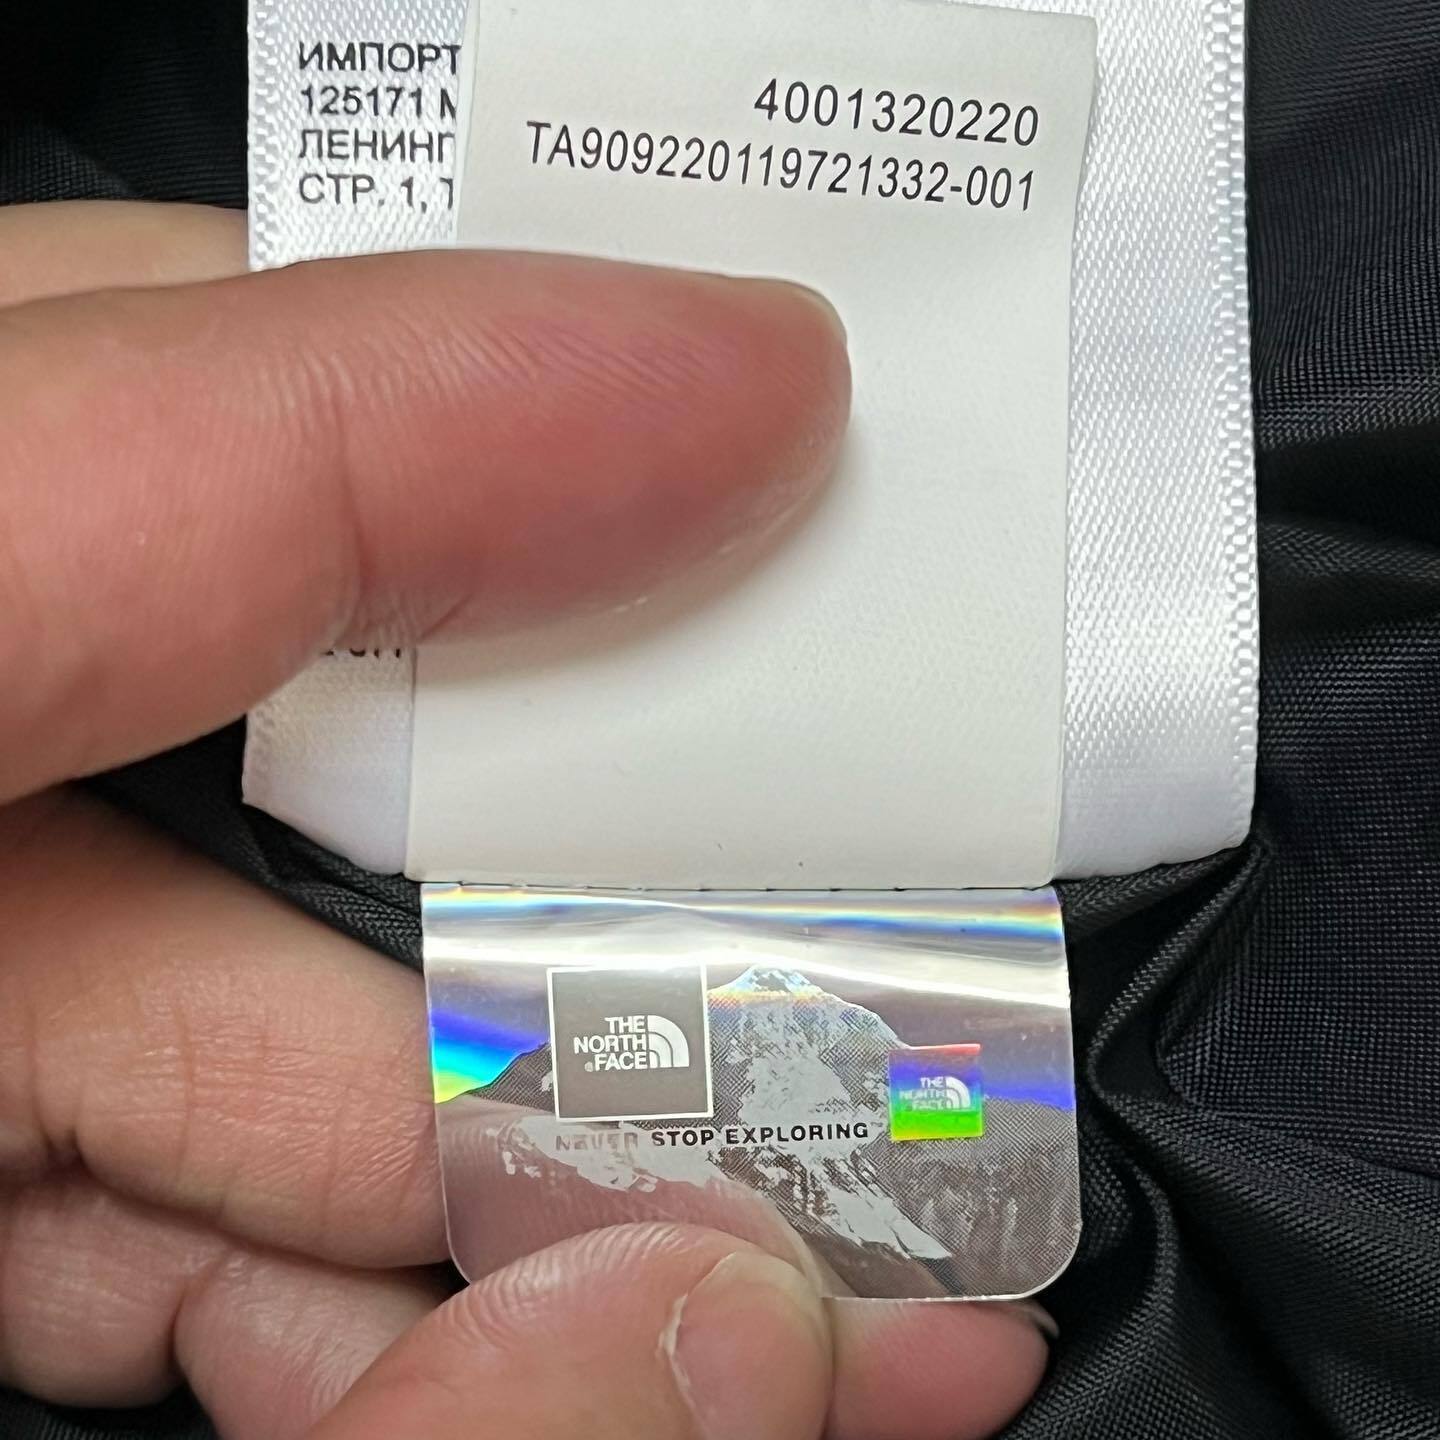 ИМПОРТ
125171
ЛЕНИНГ
СТР. 1,
4001320220
TA909220119721332-001
THE
NORTH
FACE
NEVER STOP EXPLORING
THE
NORTH
FACE